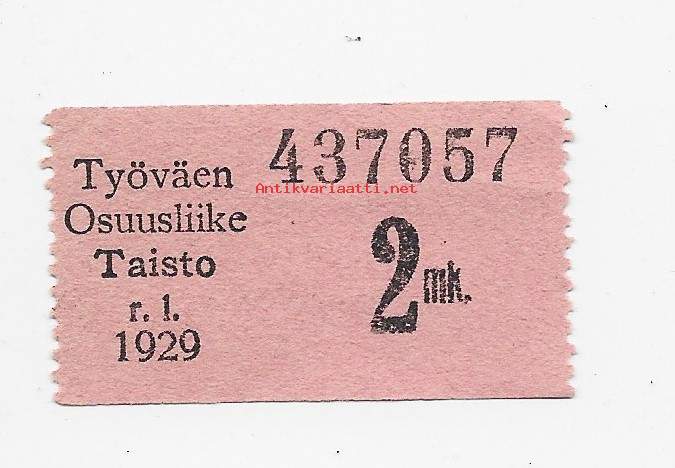 Työväen
Osuusliike
Taisto
r. l.
1929
437057
Antikvariaatti.net
2 mk.